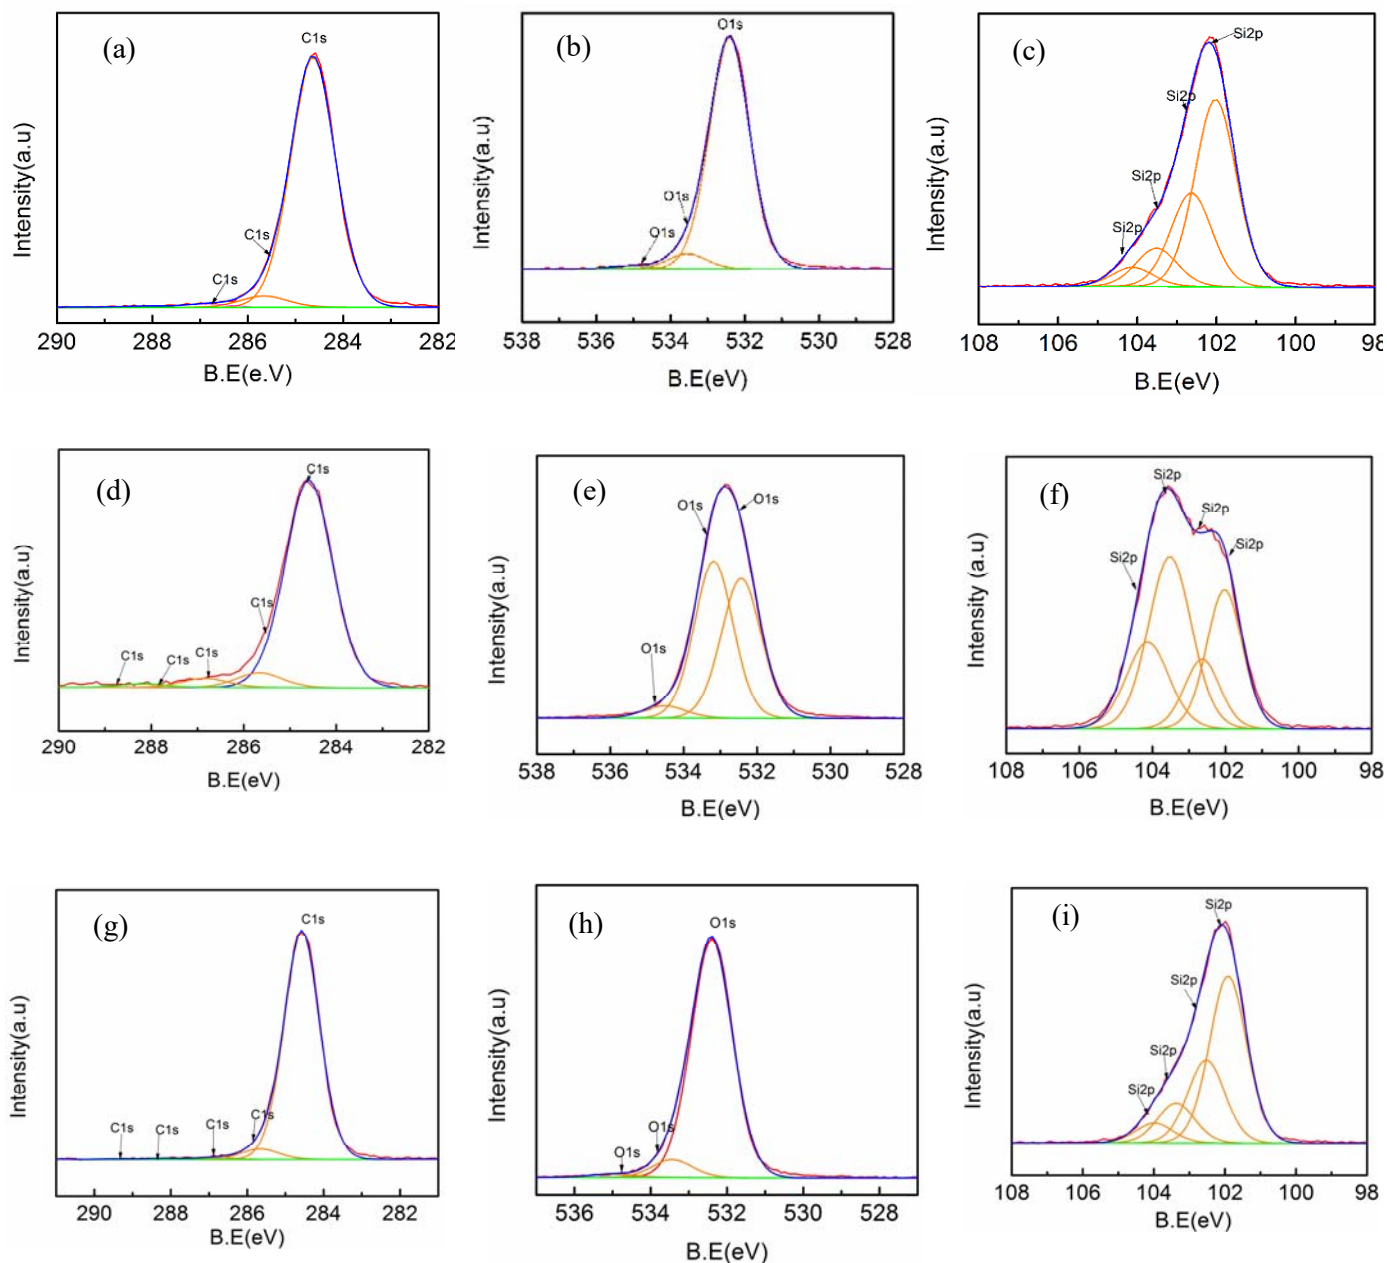 (a)
C1s
C1s
C1s
Intensity(a.u)
290 288 286 284 282
B.E(e.V)
(b)
O1s
O1s
O1s
Intensity(a.u)
538 536 534 532 530 528
B.E(eV)
(c)
Si2p
Si2p
Si2p
Si2p
Intensity(a.u)
108 106 104 102 100 98
B.E(eV)
(d)
C1s
C1s
C1s
C1s
C1s
Intensity(a.u)
290 288 286 284 282
B.E(eV)
(e)
O1s
O1s
O1s
Intensity(a.u)
538 536 534 532 530 528
B.E(eV)
(f)
Si2p
Si2p
Si2p
Si2p
Intensity (a.u)
108 106 104 102 100 98
B.E(eV)
(g)
C1s
C1s
C1s
C1s
C1s
Intensity(a.u)
290 288 286 284 282
B.E(eV)
(h)
O1s
O1s
O1s
Intensity(a.u)
536 534 532 530 528
B.E(eV)
(i)
Si2p
Si2p
Si2p
Si2p
Intensity(a.u)
108 106 104 102 100 98
B.E(eV)